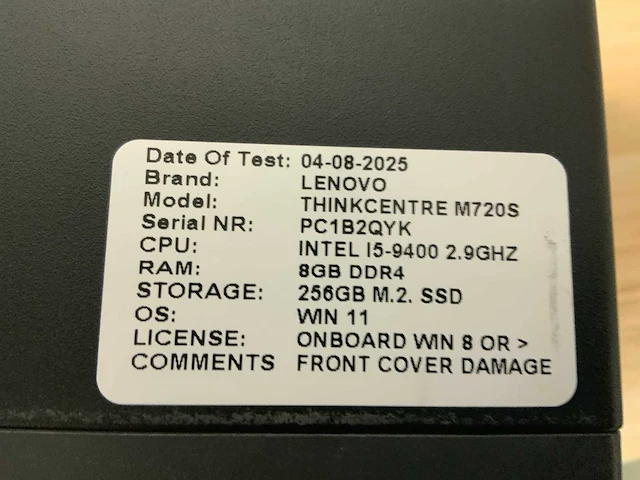 Date Of Test: 04-08-2025
Brand: LENOVO
Model: THINKCENTRE M720S
Serial NR: PC1B2QYK
CPU: INTEL I5-9400 2.9GHZ
RAM: 8GB DDR4
STORAGE: 256GB M.2. SSD
OS: WIN 11
LICENSE: ONBOARD WIN 8 OR >
COMMENTS FRONT COVER DAMAGE